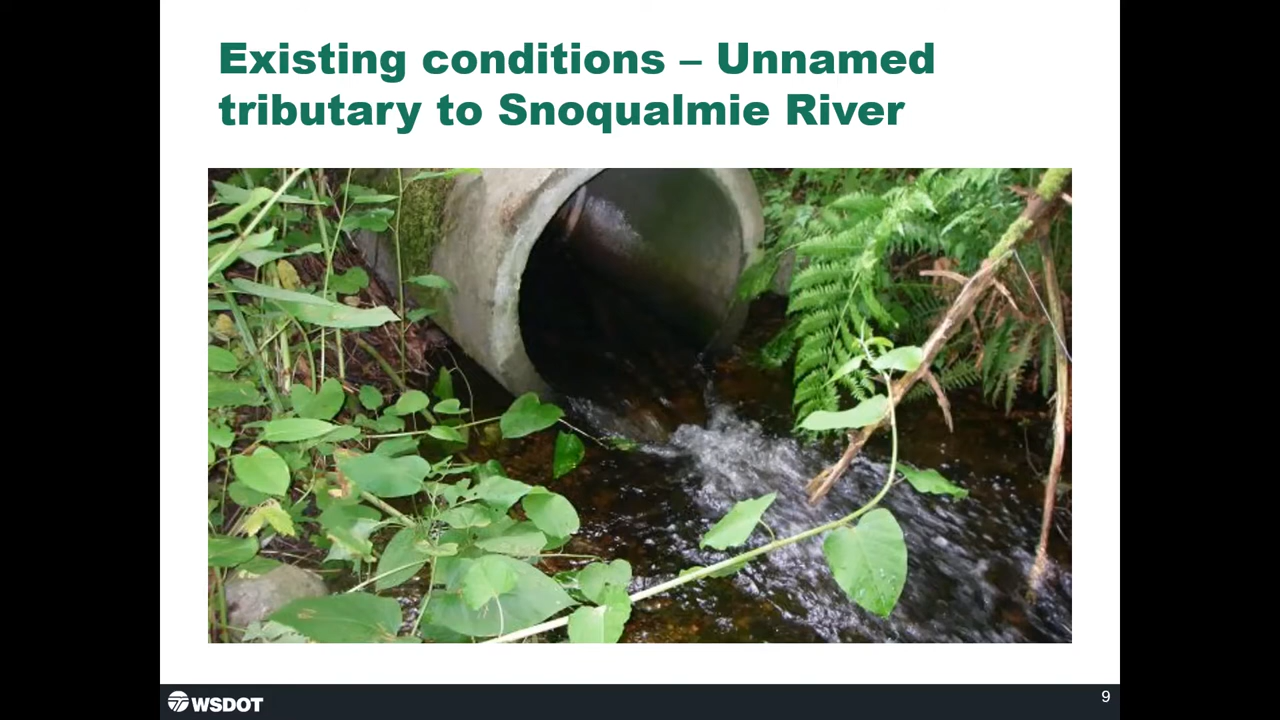 Existing conditions – Unnamed
tributary to Snoqualmie River
WSDOT
9